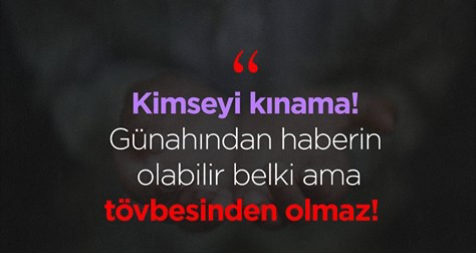 “
Kimseyi kınama!
Günahından haberin
olabilir belki ama
tövbesinden olmaz!